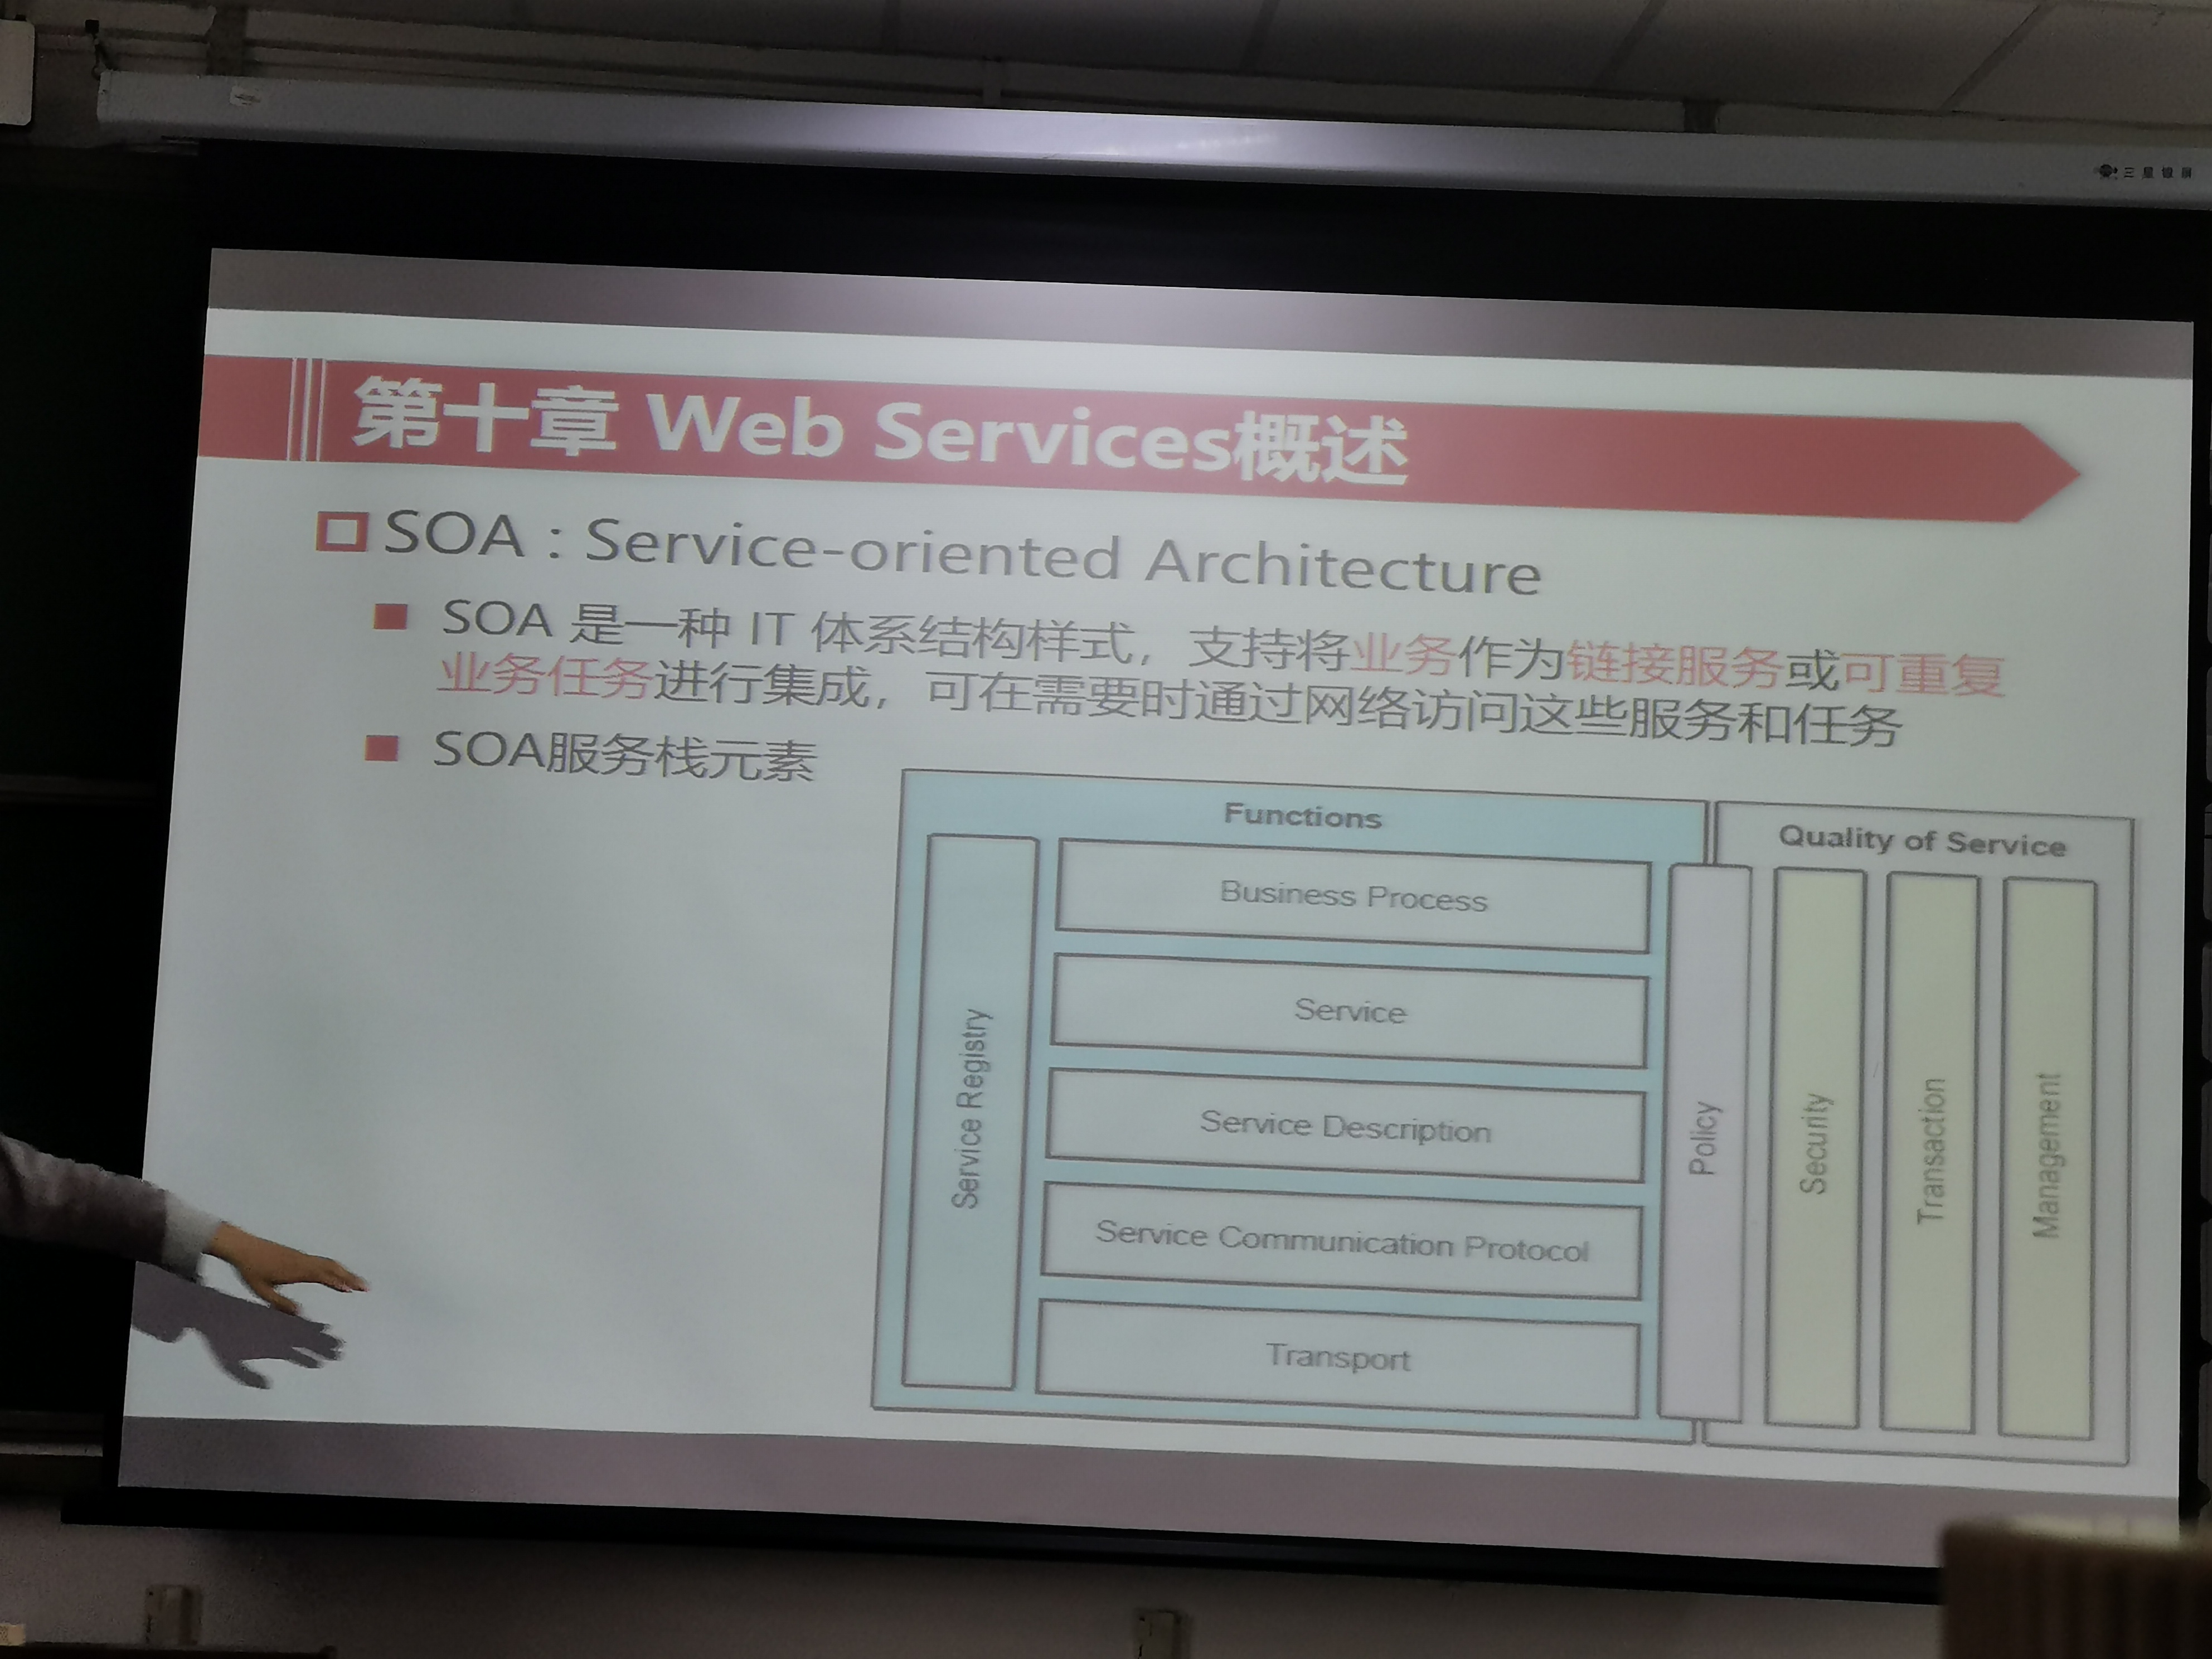 三星银屏
第十章 Web Services概述
SOA：Service-oriented Architecture
SOA 是一种 IT 体系结构样式，支持将业务作为链接服务或可重复
业务任务进行集成，可在需要时通过网络访问这些服务和任务
SOA服务栈元素
Functions
Quality of Service
Service Registry
Business Process
Service
Service Description
Service Communication Protocol
Transport
Policy
Security
Transaction
Management